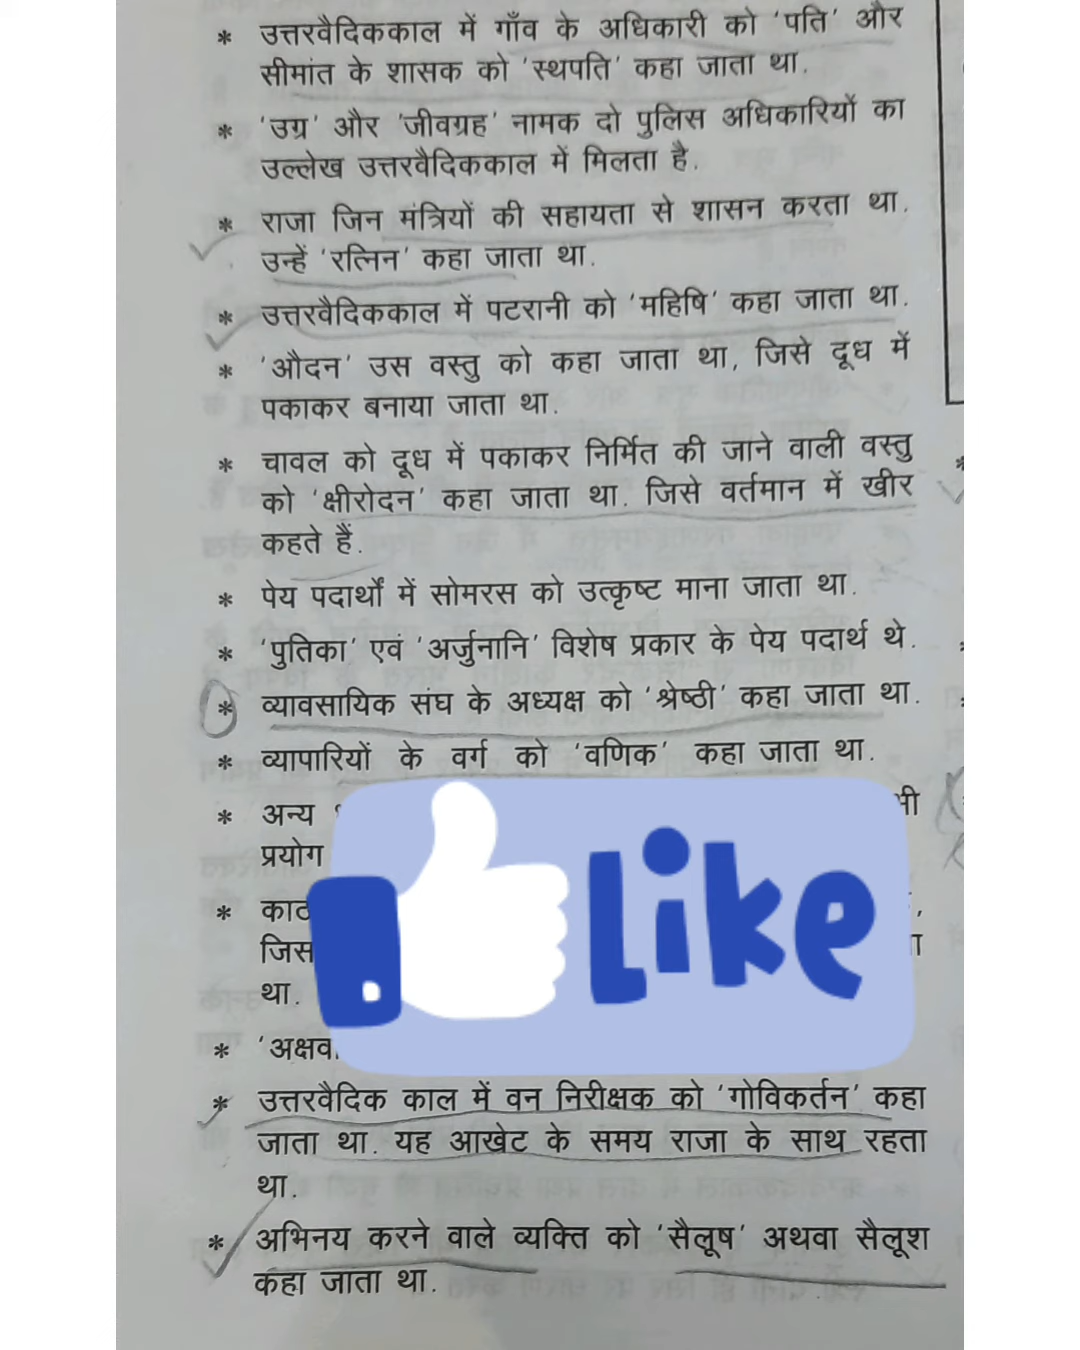 * उत्तरवैदिककाल में गाँव के अधिकारी को 'पति' और
सीमांत के शासक को 'स्थपति' कहा जाता था.
* 'उग्र' और 'जीवग्रह' नामक दो पुलिस अधिकारियों का
उल्लेख उत्तरवैदिककाल में मिलता है.
* राजा जिन मंत्रियों की सहायता से शासन करता था.
उन्हें 'रत्निन' कहा जाता था.
* उत्तरवैदिककाल में पटरानी को 'महिषि' कहा जाता था.
* 'औदन' उस वस्तु को कहा जाता था, जिसे दूध में
पकाकर बनाया जाता था.
* चावल को दूध में पकाकर निर्मित की जाने वाली वस्तु
को 'क्षीरोदन' कहा जाता था. जिसे वर्तमान में खीर
कहते हैं.
* पेय पदार्थों में सोमरस को उत्कृष्ट माना जाता था.
* 'पुतिका' एवं 'अर्जुनानि' विशेष प्रकार के पेय पदार्थ थे.
* व्यावसायिक संघ के अध्यक्ष को 'श्रेष्ठी' कहा जाता था.
* व्यापारियों के वर्ग को 'वणिक' कहा जाता था.
* अन्य
प्रयोग
Like
*
था.
*
* उत्तरवैदिक काल में वन निरीक्षक को 'गोविकर्तन' कहा
जाता था. यह आखेट के समय राजा के साथ रहता
था.
* अभिनय करने वाले व्यक्ति को 'सैलूष' अथवा सैलूश
कहा जाता था.